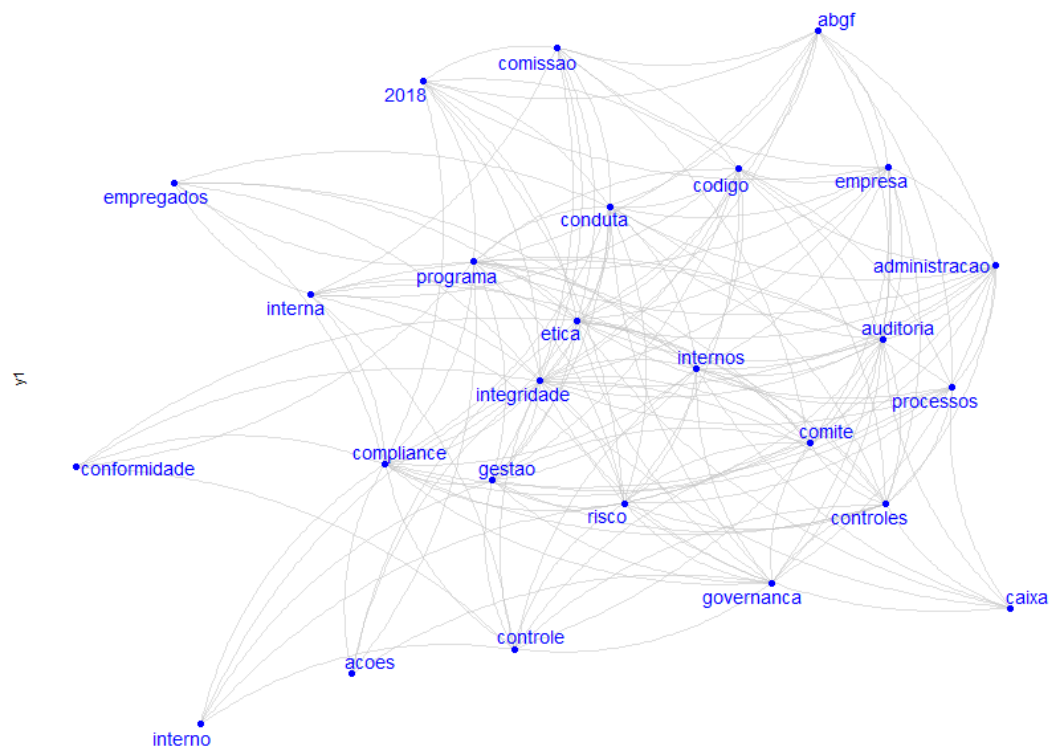 abgf
comissao
2018
empregados
codigo
empresa
conduta
programa
administracao
interna
etica
auditoria
internos
y1
integridade
processos
comite
compliance
conformidade
gestao
risco
controles
governanca
caixa
controle
acoes
interno